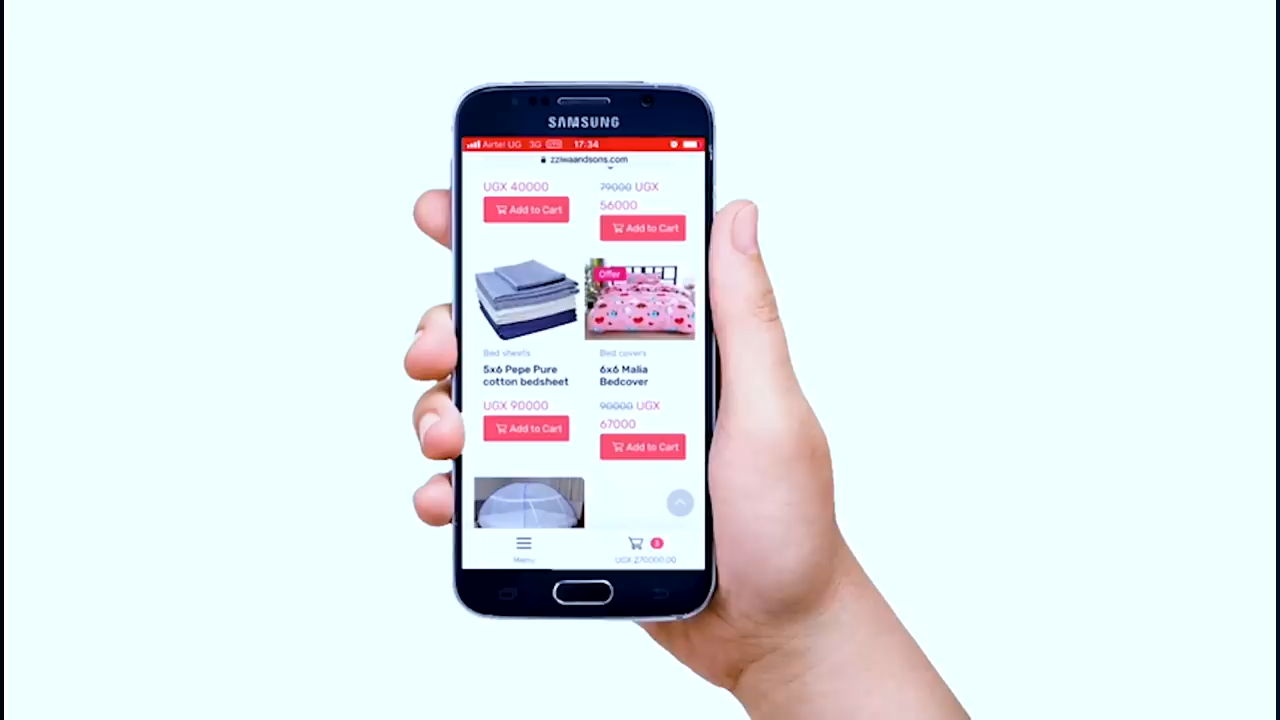 SAMSUNG
Airtel UG 3G 17:34
zziwaandsons.com
UGX 40000
79000 UGX
56000
Add to Cart
Add to Cart
Offer
Bed sheets
5x6 Pepe Pure
cotton bedsheet
UGX 90000
Add to Cart
Bed covers
6x6 Malia
Bedcover
90000 UGX
67000
Add to Cart
Menu
3
UGX 270000.00